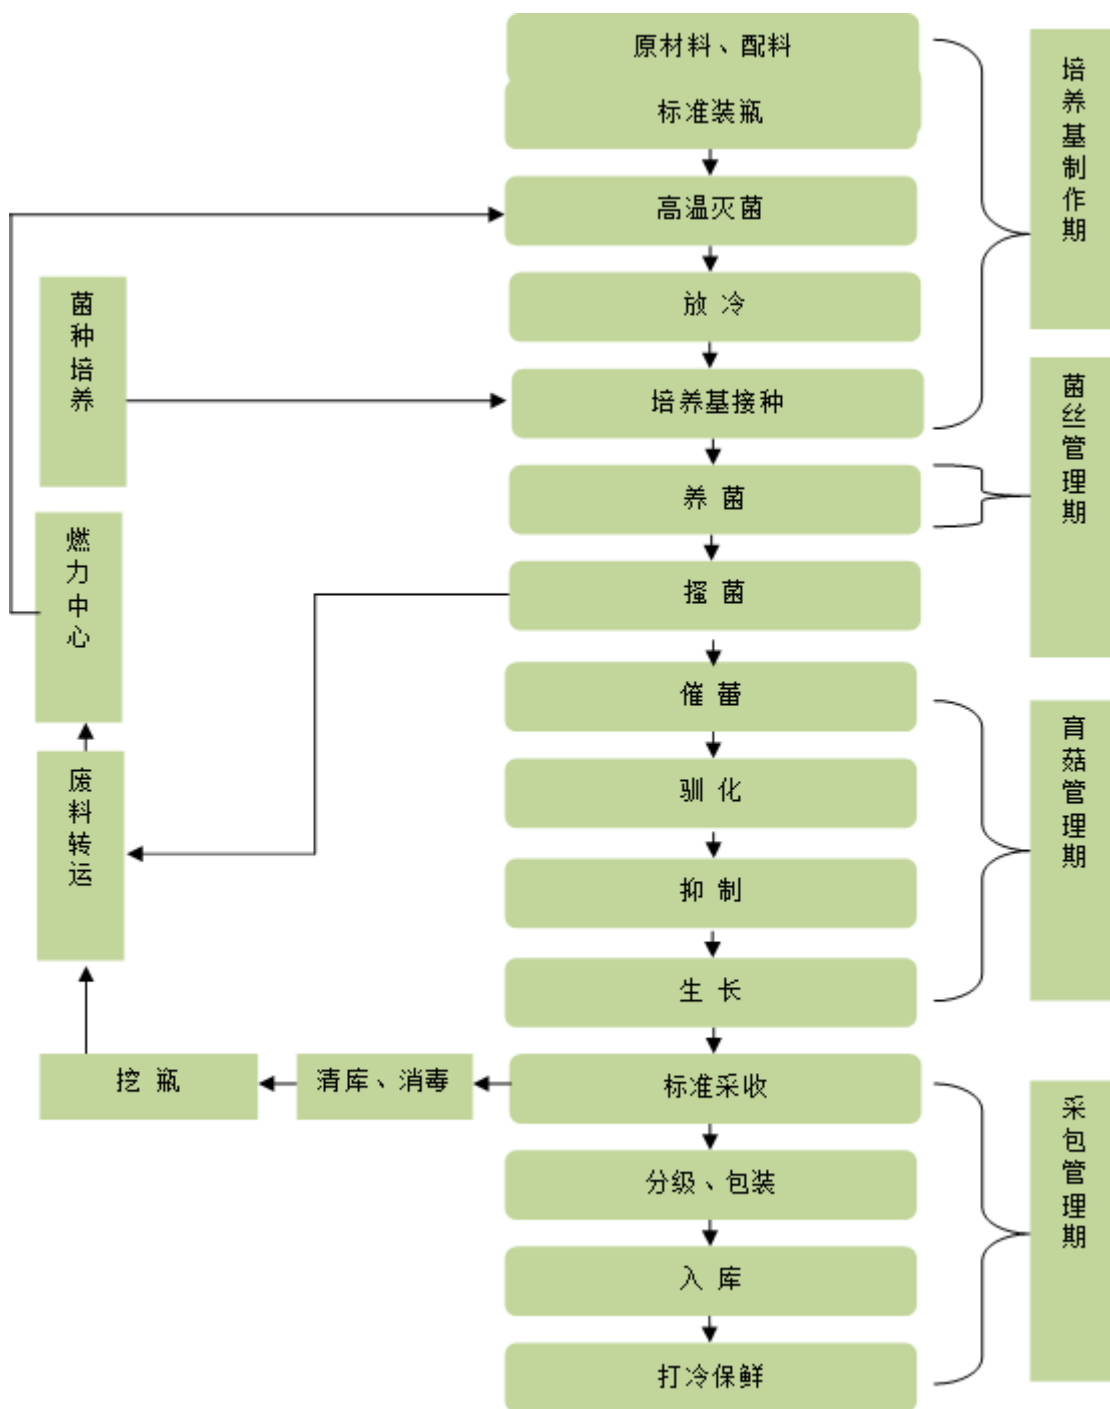 原材料、配料
标准装瓶
高温灭菌
放 冷
培养基接种
养 菌
搔 菌
催 蕾
驯 化
抑 制
生 长
标准采收
分级、包装
入 库
打冷保鲜
菌种培养
燃力中心
废料转运
挖 瓶
清库、消毒
培养基制作期
菌丝管理期
育菇管理期
采包管理期